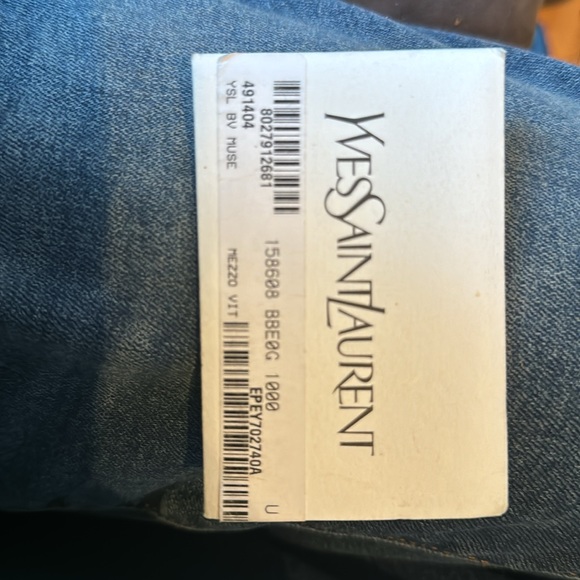 YVESSAINTLAURENT
8027912681
158608 BBE0G 1000
491404
EPEY702740A
U
YSL BV MUSE
MEZZO VIT